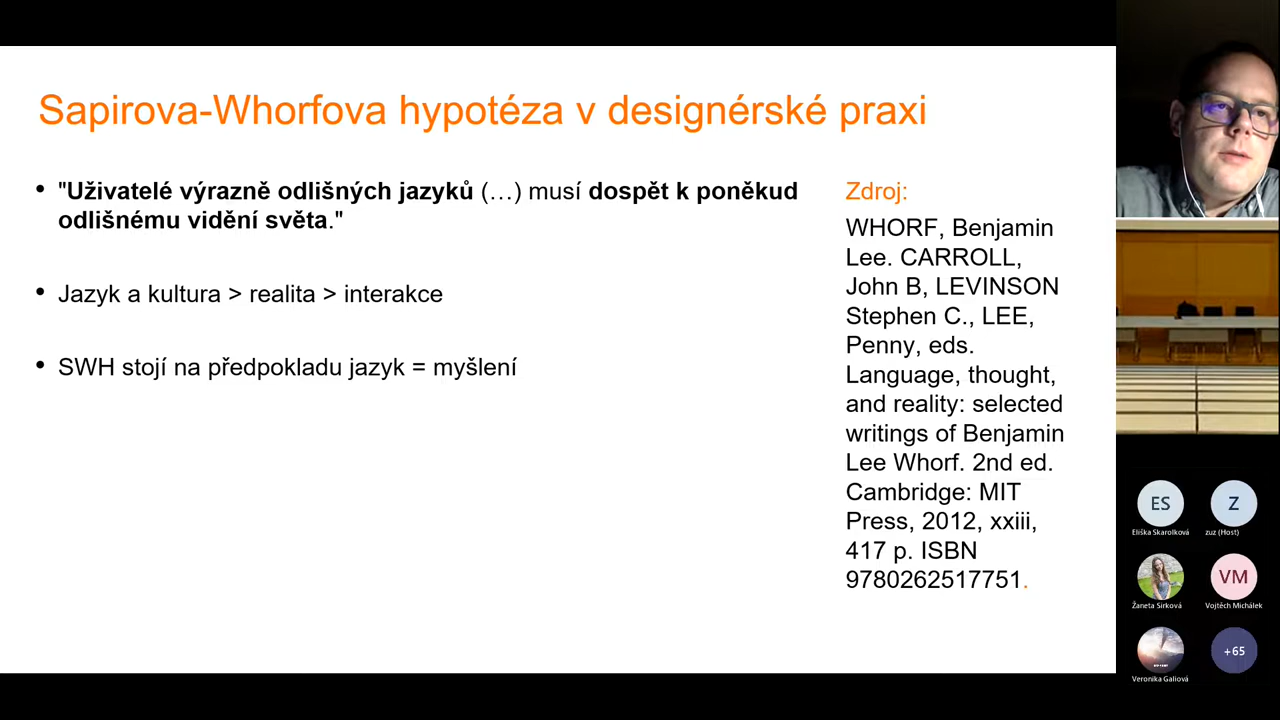 Sapirova-Whorfova hypotéza v designérské praxi
• "Uživatelé výrazně odlišných jazyků (…) musí dospět k poněkud
odlišnému vidění světa."
• Jazyk a kultura > realita > interakce
• SWH stojí na předpokladu jazyk = myšlení
Zdroj:
WHORF, Benjamin
Lee. CARROLL,
John B, LEVINSON
Stephen C., LEE,
Penny, eds.
Language, thought,
and reality: selected
writings of Benjamin
Lee Whorf. 2nd ed.
Cambridge: MIT
Press, 2012, xxiii,
417 p. ISBN
9780262517751.
ES
Z
Eliška Skarolková
zuz (Host)
VM
Žaneta Sirková
Vojtěch Michálek
+65
Veronika Galiová